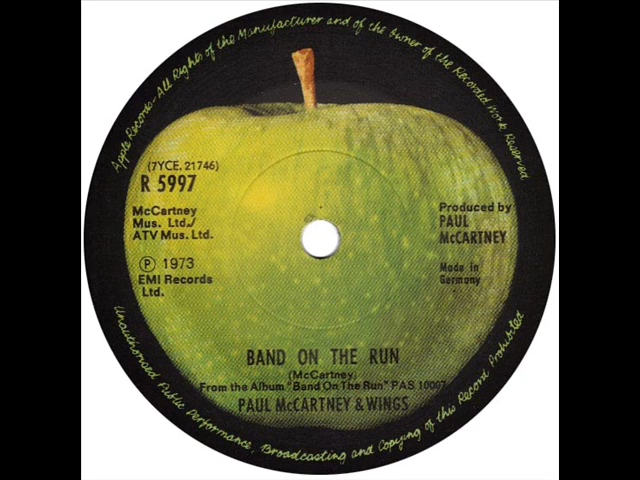 Apple Records—All Rights of the Manufacturer and of the Owner of the Recorded Work Reserved
(7YCE. 21746)
R 5997
McCartney
Mus. Ltd./
ATV Mus. Ltd.
Ⓟ 1973
EMI Records
Ltd.
Produced by
PAUL
McCARTNEY
Made in
Germany
BAND ON THE RUN
(McCartney)
From the Album "Band On The Run" PAS 10007
PAUL McCARTNEY & WINGS
Unauthorised Public Performance, Broadcasting and Copying of this Record Prohibited